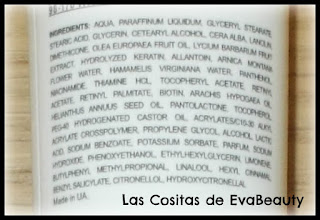 INGREDIENTS: AQUA, PARAFFINUM LIQUIDUM, GLYCERYL STEARATE,
STEARIC ACID, GLYCERIN, CETEARYL ALCOHOL, CERA ALBA, LANOLIN,
DIMETHICONE, OLEA EUROPAEA FRUIT OIL, LYCIUM BARBARUM FRUIT
EXTRACT, HYDROLYZED KERATIN, ALLANTOIN, ARNICA MONTANA
FLOWER WATER, HAMAMELIS VIRGINIANA WATER, PANTHENOL,
NIACINAMIDE, THIAMINE HCL, TOCOPHERYL ACETATE, RETINYL
ACETATE, RETINYL PALMITATE, BIOTIN, ARACHIS HYPOGAEA OIL,
HELIANTHUS ANNUUS SEED OIL, PANTOLACTONE, TOCOPHEROL,
PEG-40 HYDROGENATED CASTOR OIL, ACRYLATES/C10-30 ALKYL
ACRYLATE CROSSPOLYMER, PROPYLENE GLYCOL, ALCOHOL, LACTIC
ACID, SODIUM BENZOATE, POTASSIUM SORBATE, PARFUM, SODIUM
HYDROXIDE, PHENOXYETHANOL, ETHYLHEXYLGLYCERIN, LIMONENE,
BUTYLPHENYL METHYLPROPIONAL, LINALOOL, HEXYL CINNAMAL,
BENZYL SALICYLATE, CITRONELLOL, HYDROXYCITRONELLAL
Made in UA.
Las Cositas de EvaBeauty